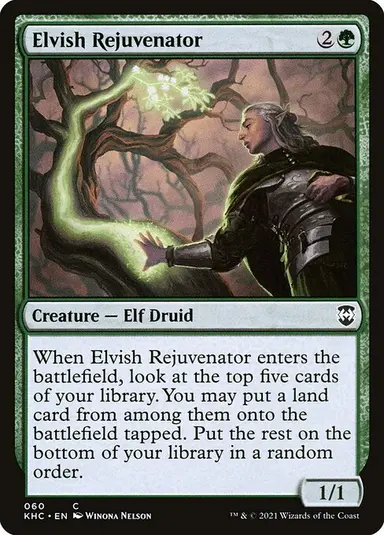 Elvish Rejuvenator 2
Creature — Elf Druid
When Elvish Rejuvenator enters the
battlefield, look at the top five cards
of your library. You may put a land
card from among them onto the
battlefield tapped. Put the rest on the
bottom of your library in a random
order.
1/1
060 C
KHC • EN Winona Nelson
™ & © 2021 Wizards of the Coast